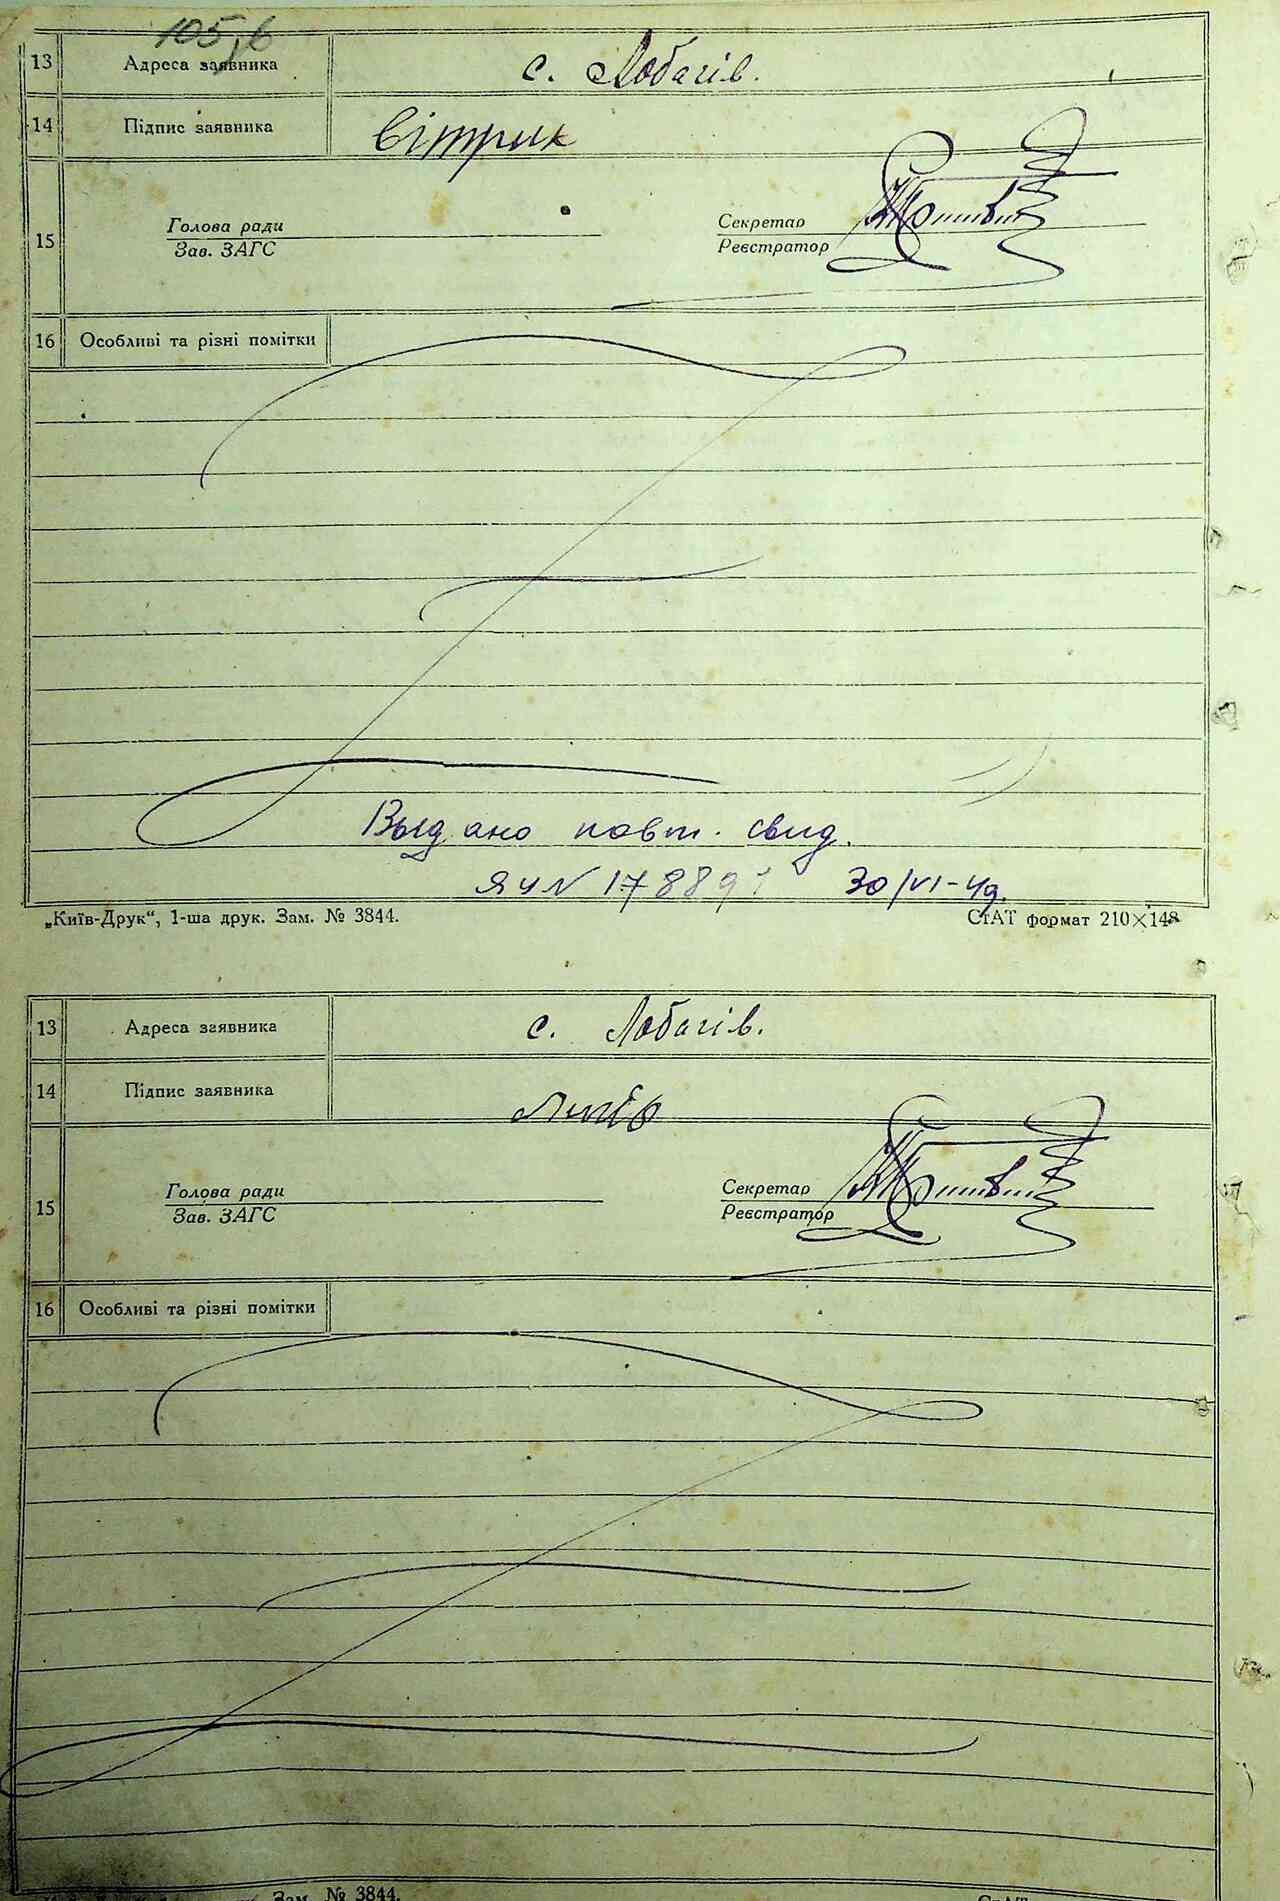 105,б
13 Адреса заявника с. Лобачів.
14 Підпис заявника Вітрик
Голова ради Секретар
15
Зав. ЗАГС Реєстратор
16 Особливі та різні помітки
Выдано повт. свид.
ЯЧ № 178891 30/VI-49.
„Київ-Друк“, 1-ша друк. Зам. № 3844. СтАТ формат 210×148
13 Адреса заявника с. Лобачів.
14 Підпис заявника
Голова ради Секретар
15
Зав. ЗАГС Реєстратор
16 Особливі та різні помітки
Зам. № 3844. СтАТ